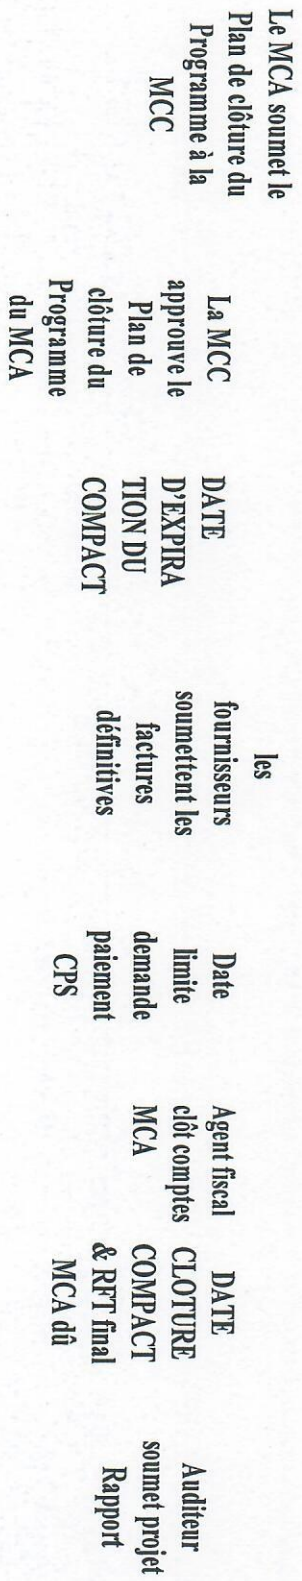 Le MCA soumet le
Plan de clôture du
Programme à la
MCC
La MCC
approuve le
Plan de
clôture du
Programme
du MCA
DATE
D'EXPIRA
TION DU
COMPACT
les
fournisseurs
soumettent les
factures
définitives
Date
limite
demande
paiement
CPS
Agent fiscal
clôt comptes
MCA
DATE
CLOTURE
COMPACT
& RFT final
MCA dû
Auditeur
soumet projet
Rapport